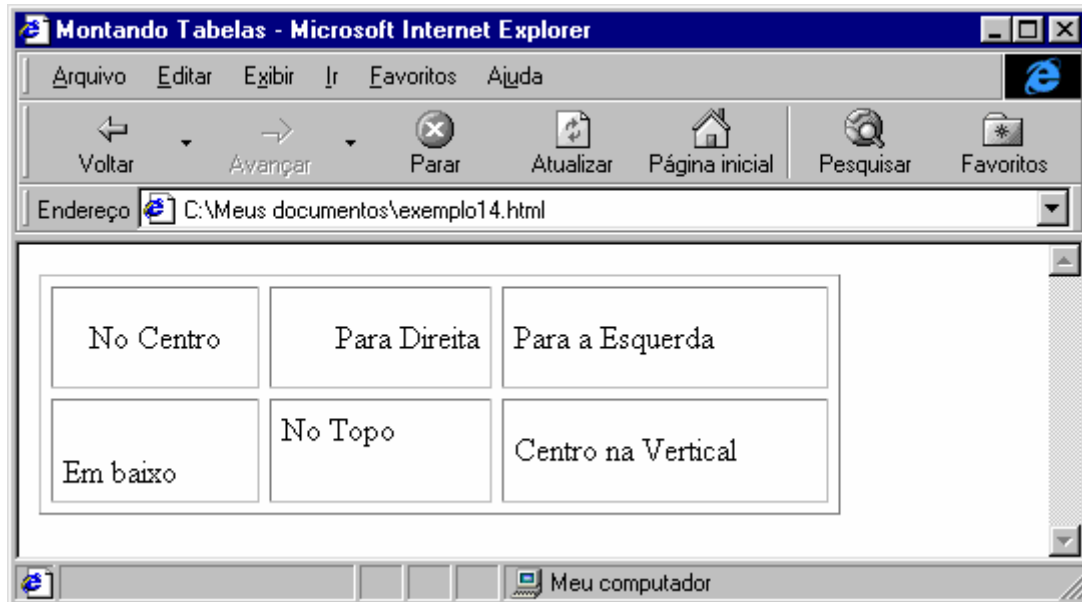 Montando Tabelas - Microsoft Internet Explorer
Arquivo Editar Exibir Ir Favoritos Ajuda
Voltar Avançar Parar Atualizar Página inicial Pesquisar Favoritos
Endereço C:\Meus documentos\exemplo14.html
No Centro Para Direita Para a Esquerda
Em baixo No Topo Centro na Vertical
Meu computador